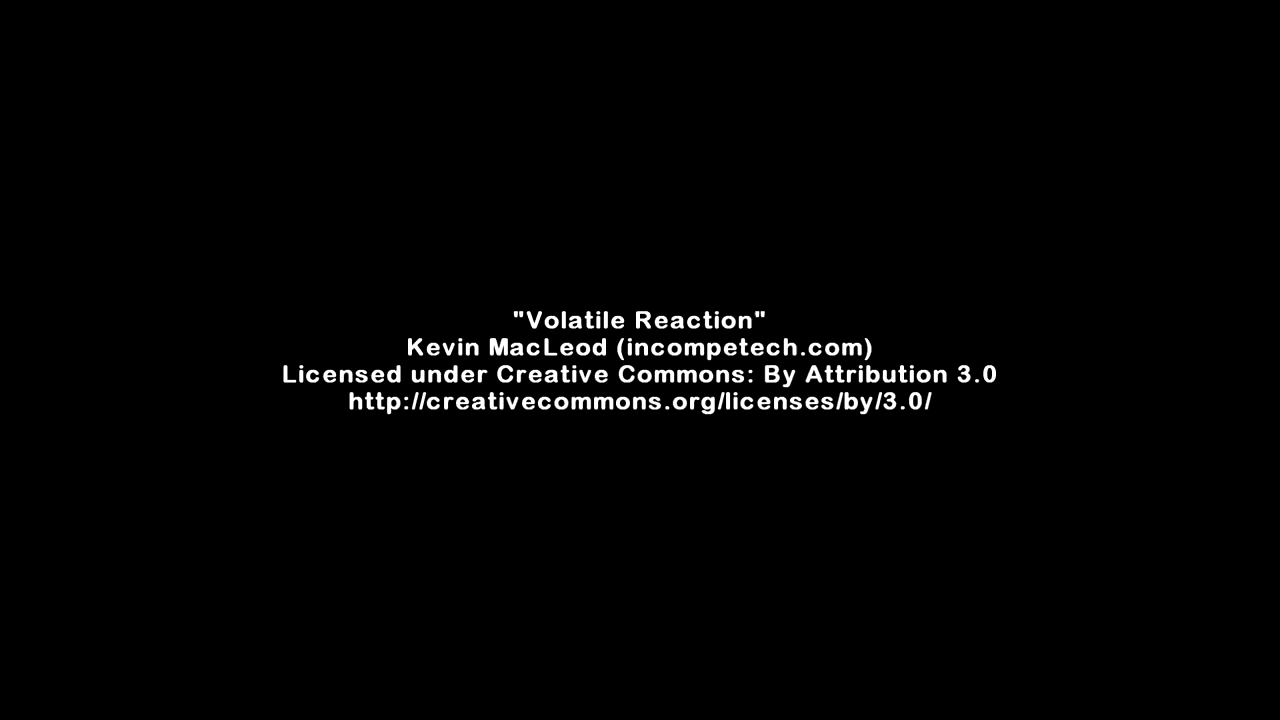 "Volatile Reaction"
Kevin MacLeod (incompetech.com)
Licensed under Creative Commons: By Attribution 3.0
http://creativecommons.org/licenses/by/3.0/